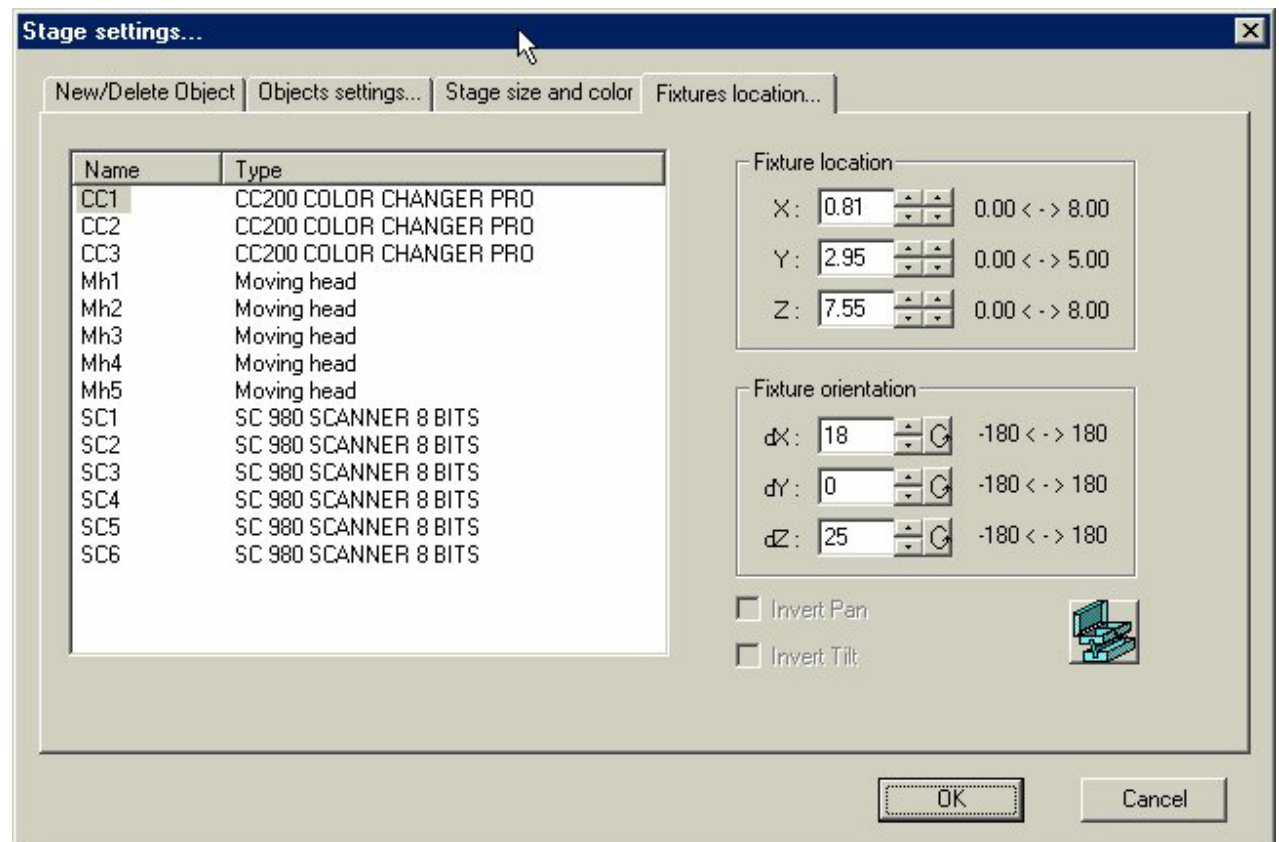 Stage settings...
New/Delete Object Objects settings... Stage size and color Fixtures location...
Name Type
CC1 CC200 COLOR CHANGER PRO
CC2 CC200 COLOR CHANGER PRO
CC3 CC200 COLOR CHANGER PRO
Mh1 Moving head
Mh2 Moving head
Mh3 Moving head
Mh4 Moving head
Mh5 Moving head
SC1 SC 980 SCANNER 8 BITS
SC2 SC 980 SCANNER 8 BITS
SC3 SC 980 SCANNER 8 BITS
SC4 SC 980 SCANNER 8 BITS
SC5 SC 980 SCANNER 8 BITS
SC6 SC 980 SCANNER 8 BITS
Fixture location
X: 0.81 0.00 < - > 8.00
Y: 2.95 0.00 < - > 5.00
Z: 7.55 0.00 < - > 8.00
Fixture orientation
dX: 18 -180 < - > 180
dY: 0 -180 < - > 180
dZ: 25 -180 < - > 180
Invert Pan
Invert Tilt
OK Cancel